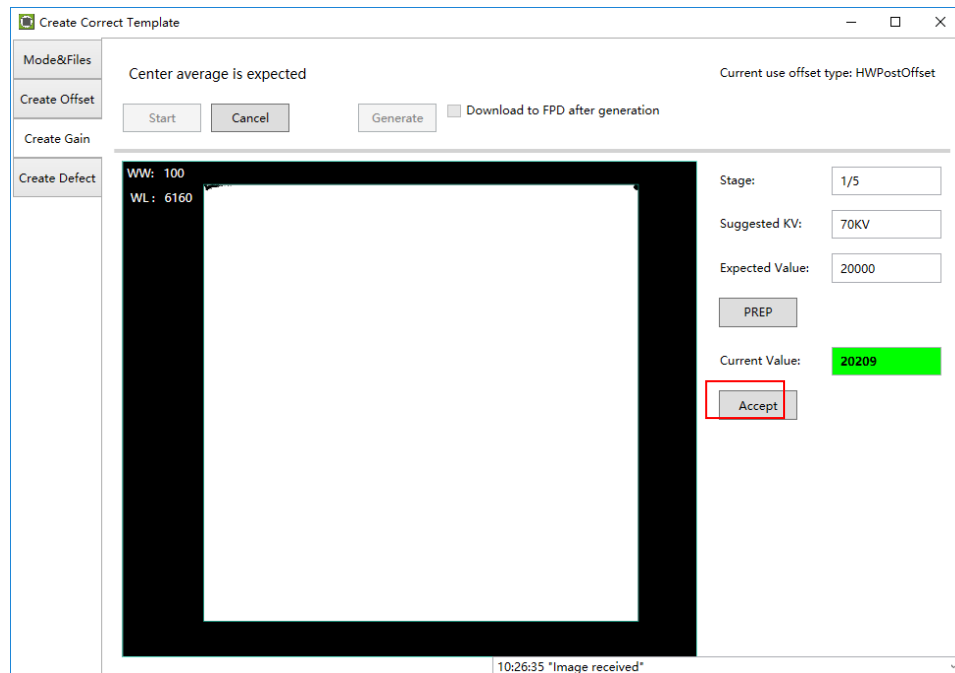 Create Correct Template
Mode&Files
Create Offset
Create Gain
Create Defect
Center average is expected
Current use offset type: HWPostOffset
Start
Cancel
Generate
Download to FPD after generation
WW: 100
WL: 6160
Stage:
1/5
Suggested KV:
70KV
Expected Value:
20000
PREP
Current Value:
20209
Accept
10:26:35 "Image received"